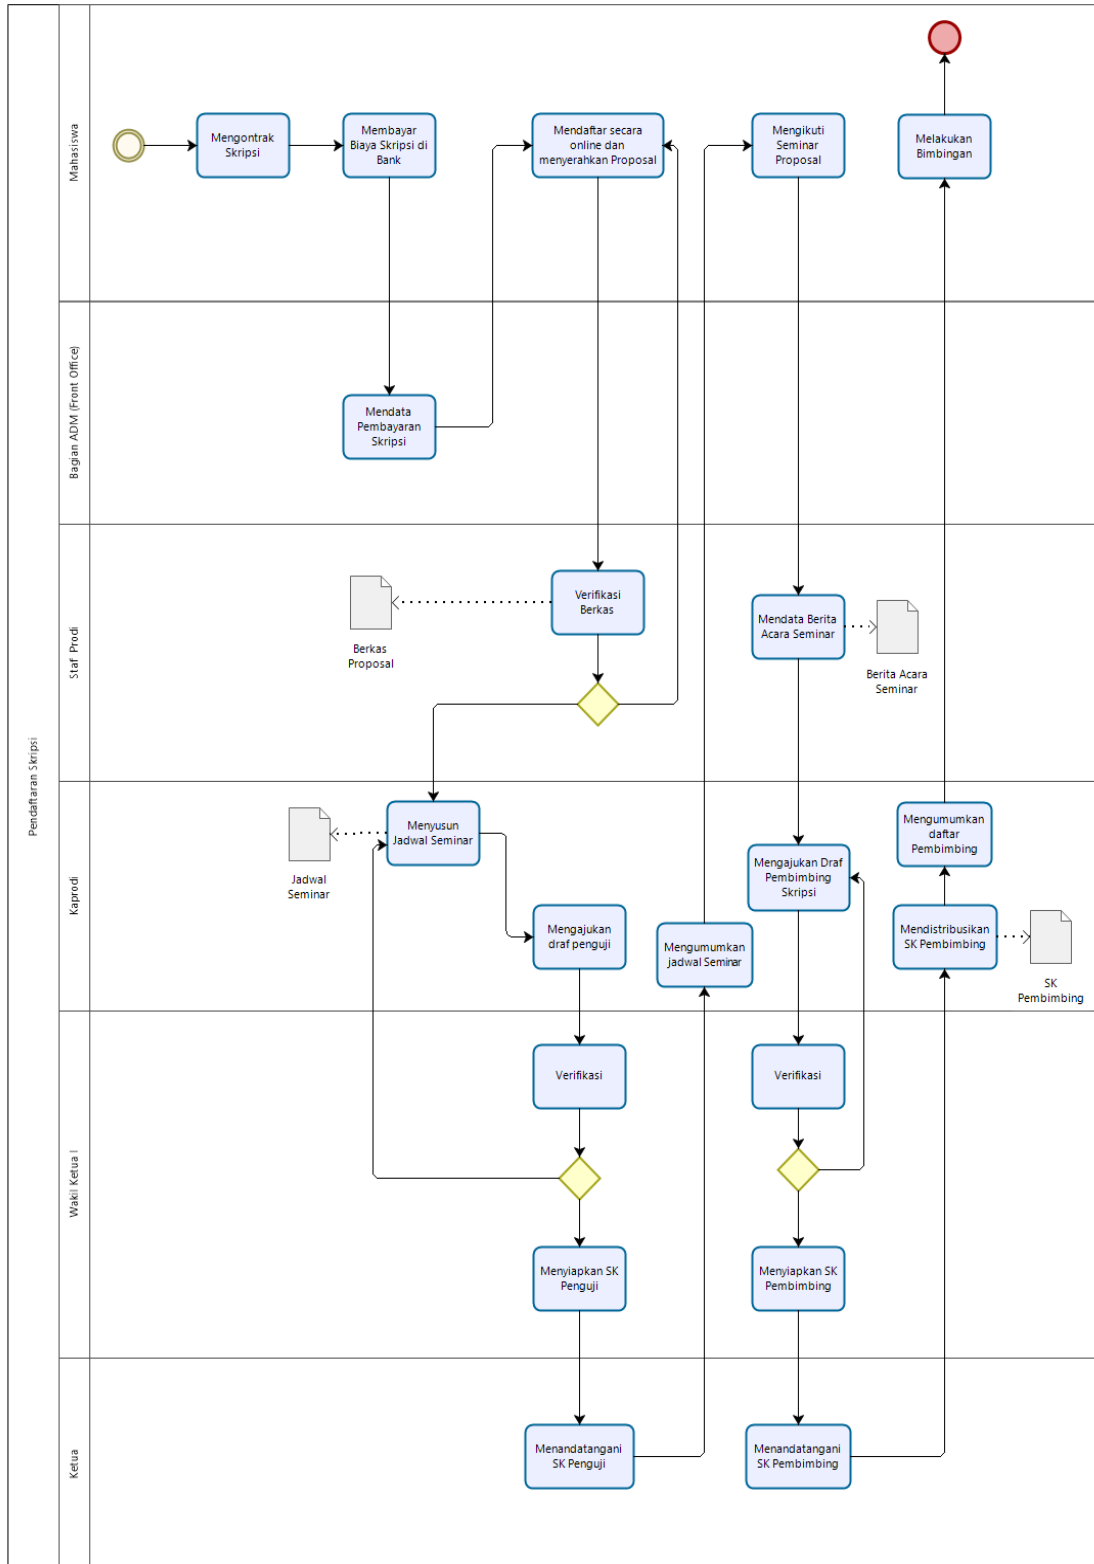 Pendaftaran Skripsi
Mahasiswa
Mengontrak
Skripsi
Membayar
Biaya Skripsi di
Bank
Mendaftar secara
online dan
menyerahkan Proposal
Mengikuti
Seminar
Proposal
Melakukan
Bimbingan
Bagian ADM (Front Office)
Mendata
Pembayaran
Skripsi
Staf Prodi
Berkas
Proposal
Verifikasi
Berkas
Mendata Berita
Acara Seminar
Berita Acara
Seminar
Kaprodi
Jadwal
Seminar
Menyusun
Jadwal Seminar
Mengajukan
draf penguji
Mengumumkan
jadwal Seminar
Mengajukan Draf
Pembimbing
Skripsi
Mengumumkan
daftar
Pembimbing
Mendistribusikan
SK Pembimbing
SK
Pembimbing
Wakil Ketua I
Verifikasi
Menyiapkan SK
Penguji
Verifikasi
Menyiapkan SK
Pembimbing
Ketua
Menandatangani
SK Penguji
Menandatangani
SK Pembimbing